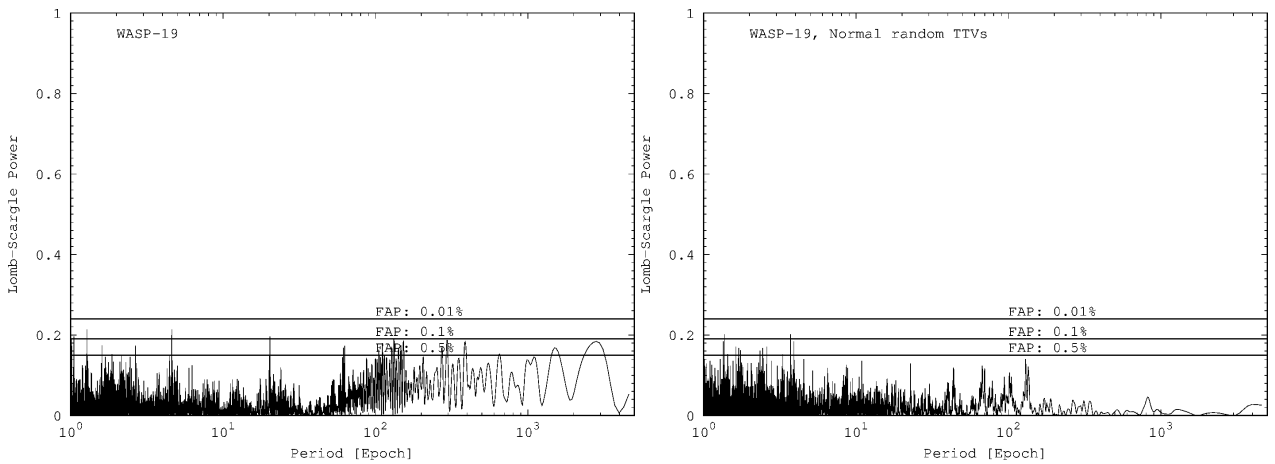 1
WASP-19
0.8
0.6
0.4
0.2
0
Lomb-Scargle Power
FAP: 0.01%
FAP: 0.1%
FAP: 0.5%
10^0
10^1
10^2
10^3
Period [Epoch]
1
WASP-19, Normal random TTVs
0.8
0.6
0.4
0.2
0
Lomb-Scargle Power
FAP: 0.01%
FAP: 0.1%
FAP: 0.5%
10^0
10^1
10^2
10^3
Period [Epoch]